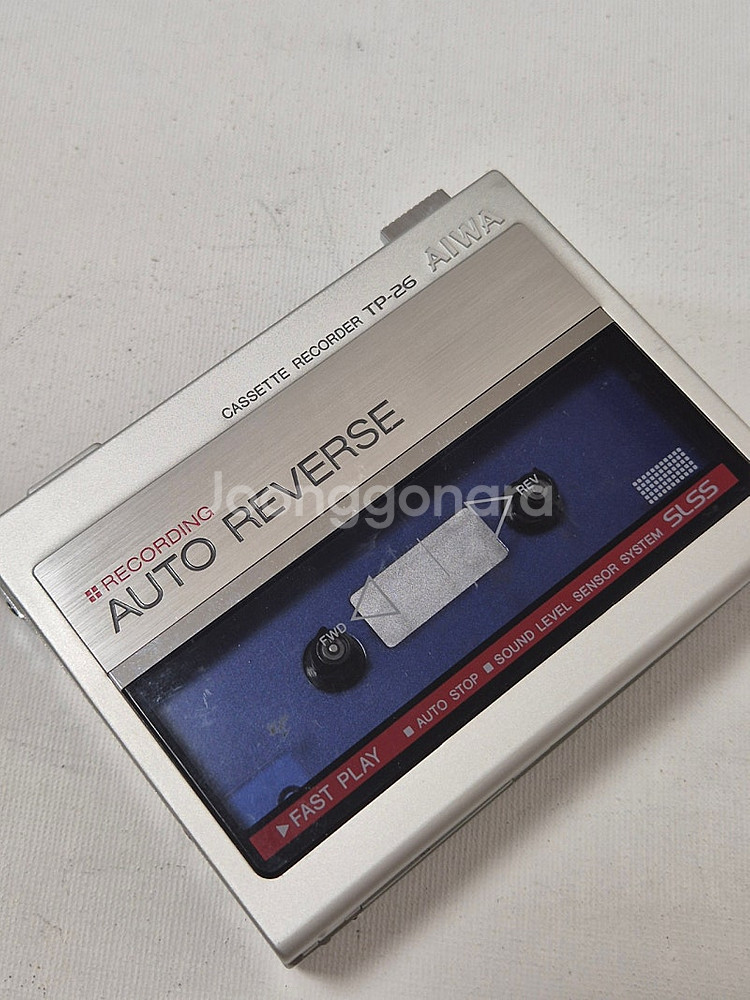 AIWA
CASSETTE RECORDER TP-26
RECORDING
AUTO REVERSE
Joonggonara
REV
FWD
SLSS
▶FAST PLAY ■ AUTO STOP ■ SOUND LEVEL SENSOR SYSTEM